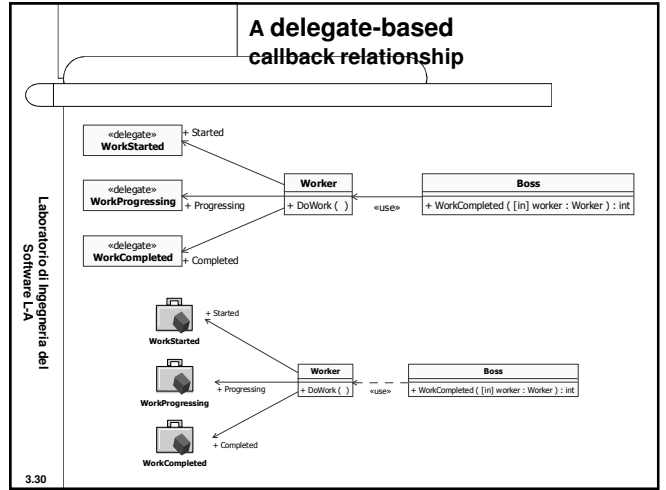 A delegate-based
callback relationship
«delegate»
WorkStarted
+ Started
«delegate»
WorkProgressing
+ Progressing
«delegate»
WorkCompleted
+ Completed
Worker
+ DoWork ( )
«use»
Boss
+ WorkCompleted ( [in] worker : Worker ) : int
WorkStarted
+ Started
WorkProgressing
+ Progressing
WorkCompleted
+ Completed
Worker
+ DoWork ( )
«use»
Boss
+ WorkCompleted ( [in] worker : Worker ) : int
Laboratorio di Ingegneria del
Software L-A
3.30